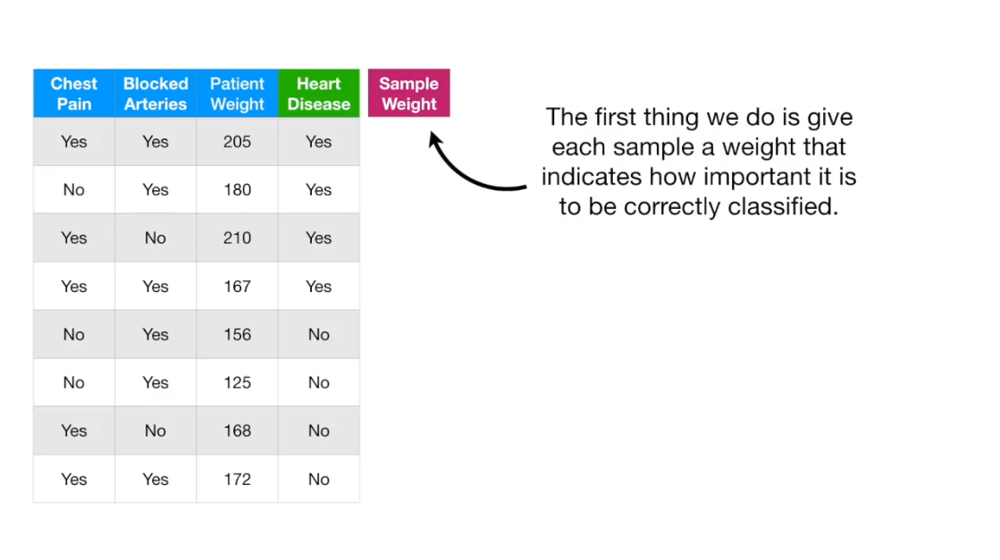 Chest Pain Blocked Arteries Patient Weight Heart Disease Sample Weight
Yes Yes 205 Yes
No Yes 180 Yes
Yes No 210 Yes
Yes Yes 167 Yes
No Yes 156 No
No Yes 125 No
Yes No 168 No
Yes Yes 172 No
The first thing we do is give
each sample a weight that
indicates how important it is
to be correctly classified.